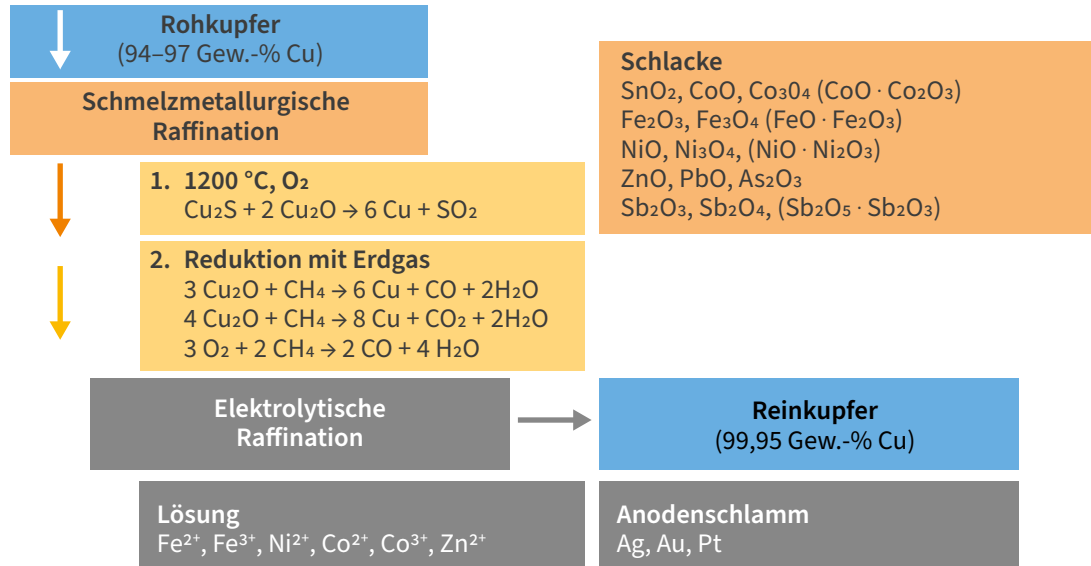 Rohkupfer
(94–97 Gew.-% Cu)
Schmelzmetallurgische
Raffination
Schlacke
SnO₂, CoO, Co₃0₄ (CoO · Co₂O₃)
Fe₂O₃, Fe₃O₄ (FeO · Fe₂O₃)
NiO, Ni₃O₄, (NiO · Ni₂O₃)
ZnO, PbO, As₂O₃
Sb₂O₃, Sb₂O₄, (Sb₂O₅ · Sb₂O₃)
1. 1200 °C, O₂
Cu₂S + 2 Cu₂O → 6 Cu + SO₂
2. Reduktion mit Erdgas
3 Cu₂O + CH₄ → 6 Cu + CO + 2H₂O
4 Cu₂O + CH₄ → 8 Cu + CO₂ + 2H₂O
3 O₂ + 2 CH₄ → 2 CO + 4 H₂O
Elektrolytische
Raffination
Reinkupfer
(99,95 Gew.-% Cu)
Lösung
Fe²⁺, Fe³⁺, Ni²⁺, Co²⁺, Co³⁺, Zn²⁺
Anodenschlamm
Ag, Au, Pt